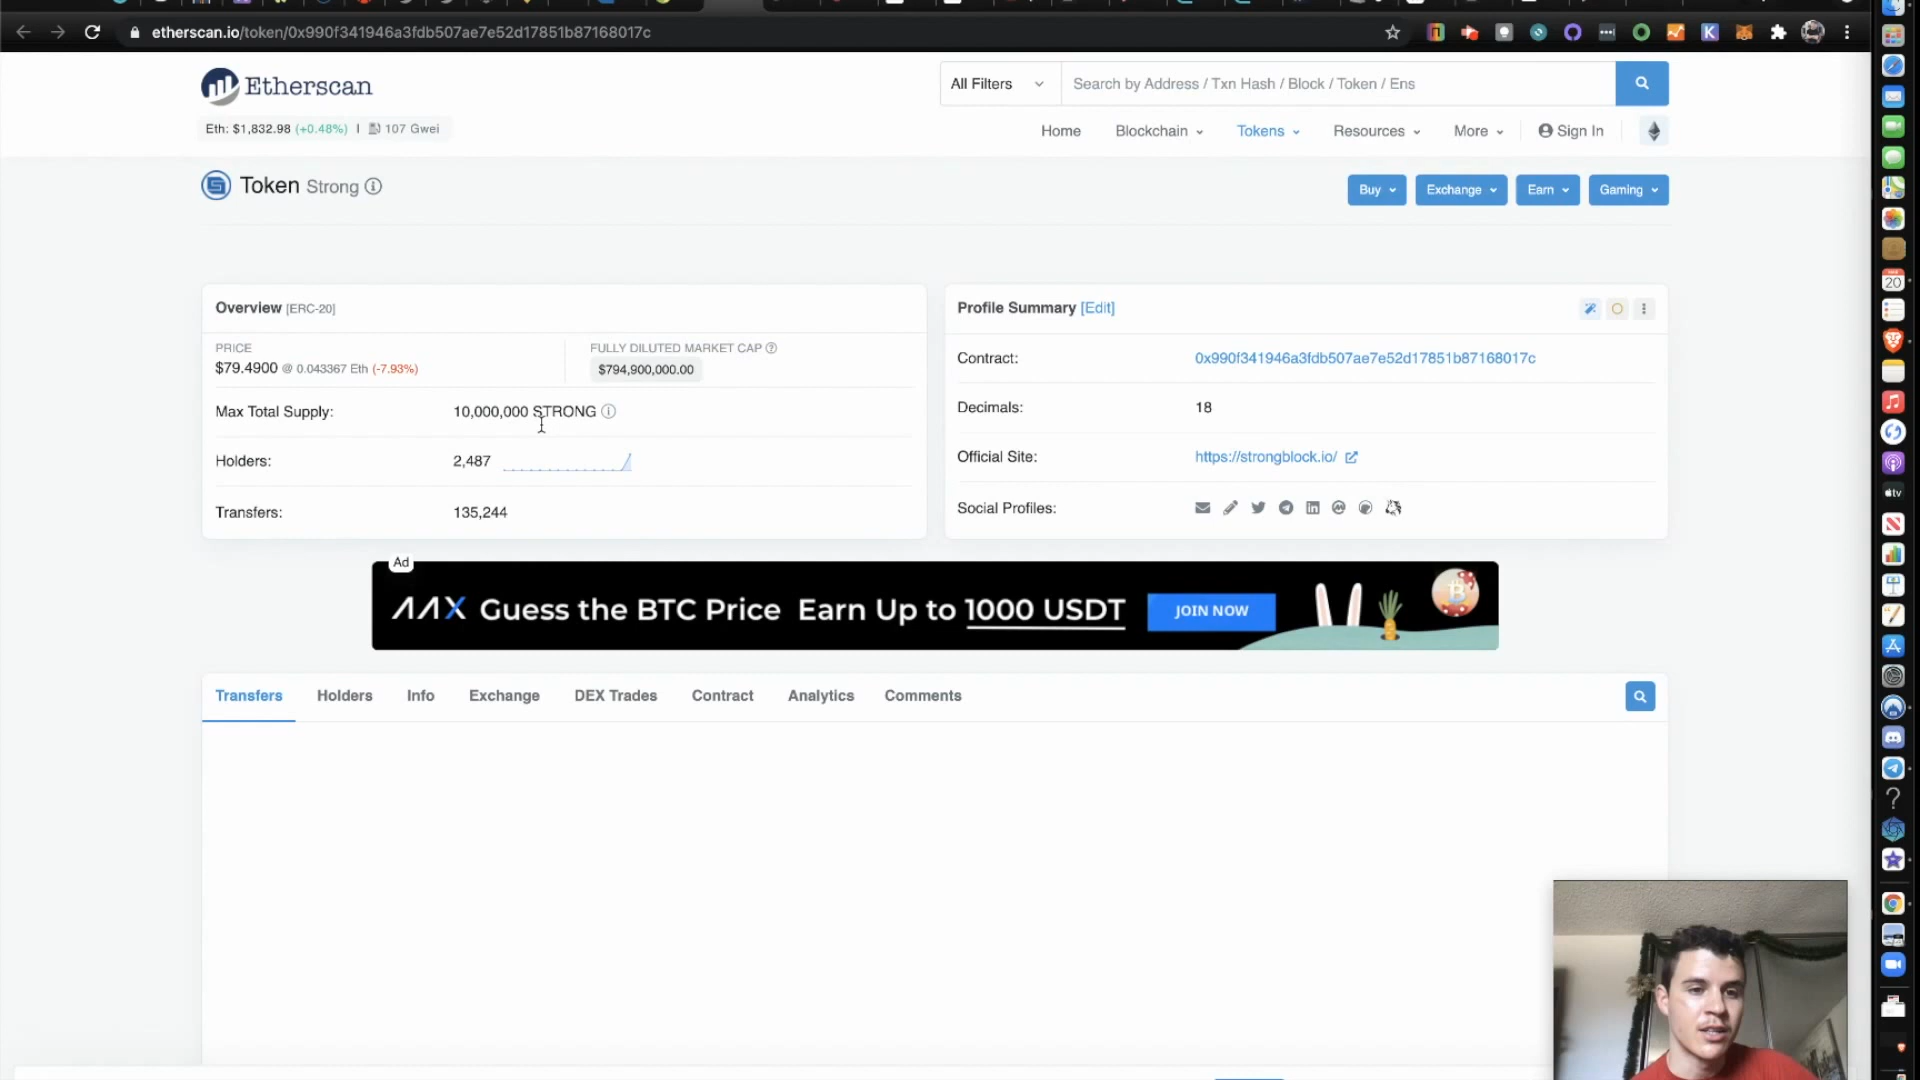 etherscan.io/token/0x990f341946a3fdb507ae7e52d17851b87168017c
Etherscan
All Filters
Search by Address / Txn Hash / Block / Token / Ens
Eth: $1,832.98 (+0.48%) | 107 Gwei
Home Blockchain Tokens Resources More Sign In
Token Strong
Buy Exchange Earn Gaming
Overview [ERC-20]
PRICE
$79.4900 @ 0.043367 Eth (-7.93%)
FULLY DILUTED MARKET CAP
$794,900,000.00
Max Total Supply: 10,000,000 STRONG
Holders: 2,487
Transfers: 135,244
Profile Summary [Edit]
Contract: 0x990f341946a3fdb507ae7e52d17851b87168017c
Decimals: 18
Official Site: https://strongblock.io/
Social Profiles:
Ad
AAX Guess the BTC Price Earn Up to 1000 USDT JOIN NOW
Transfers Holders Info Exchange DEX Trades Contract Analytics Comments
20
tv